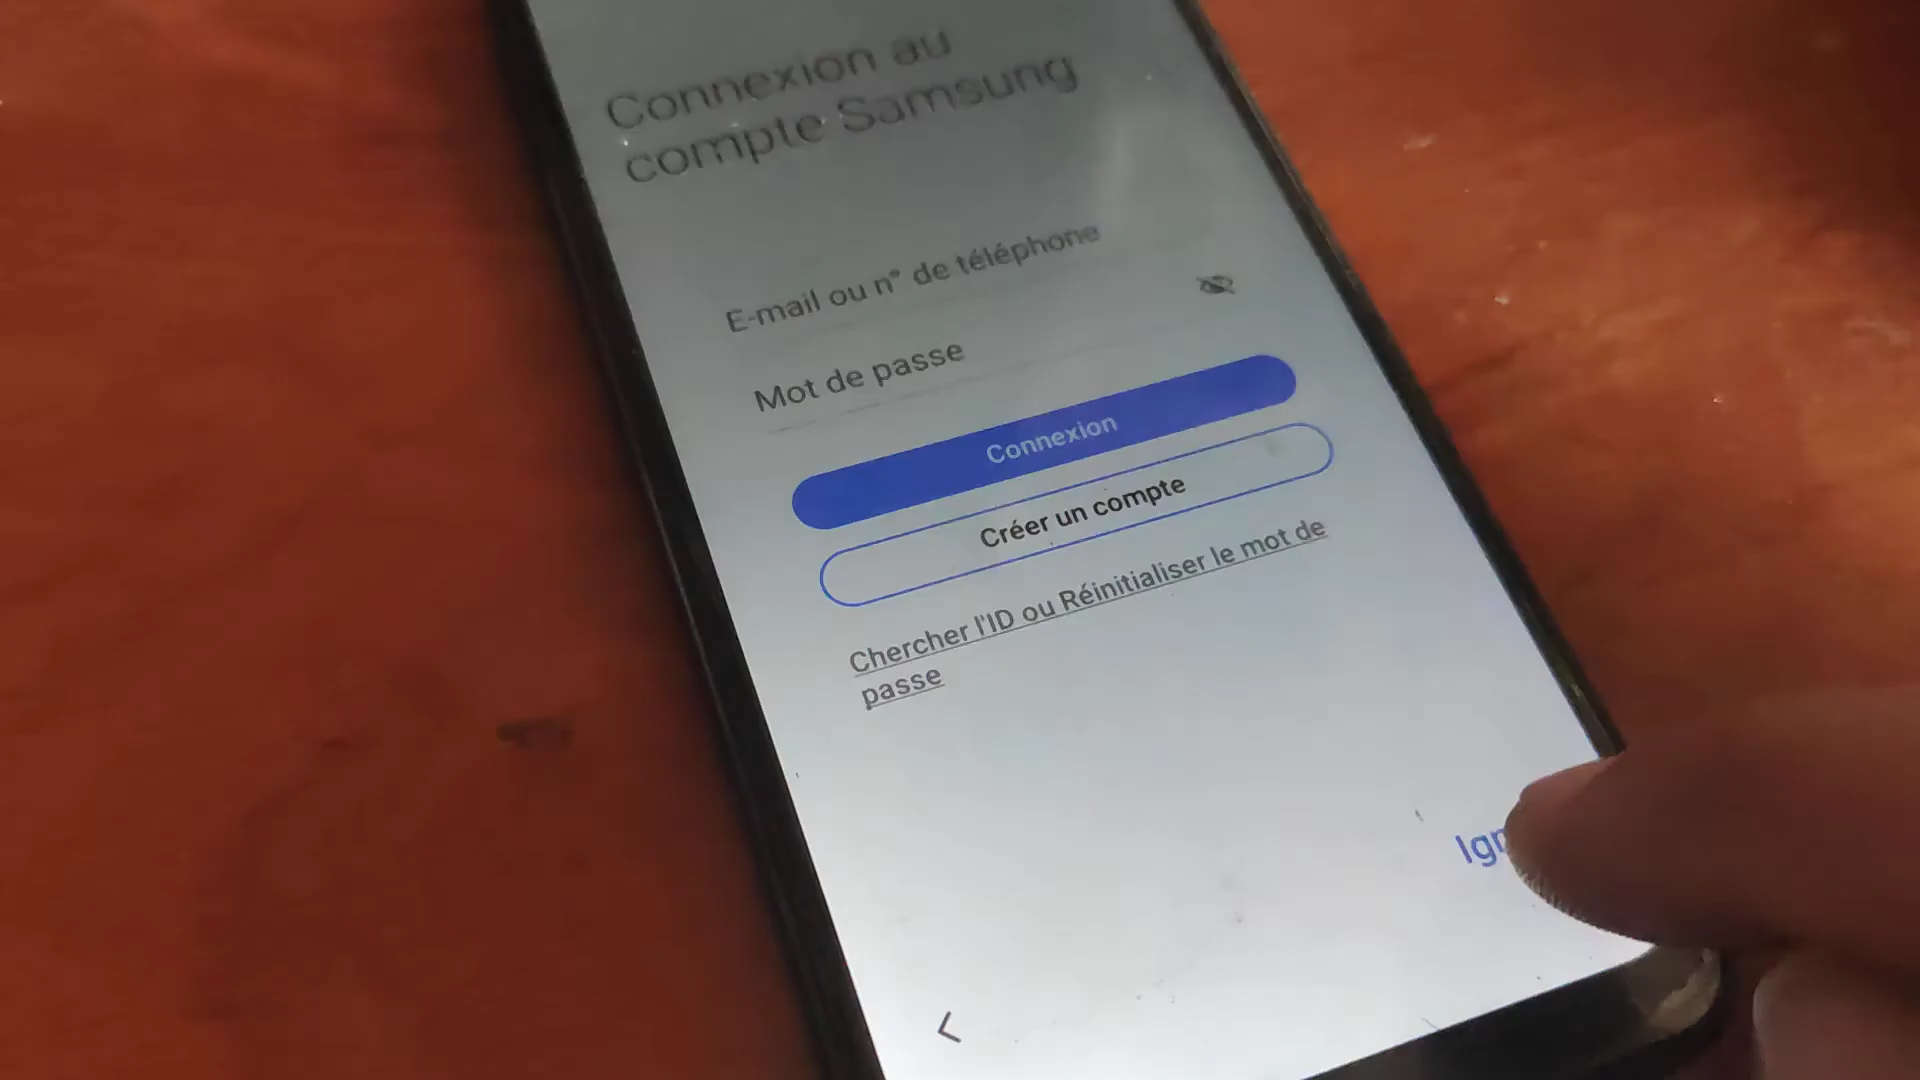 Connexion au
compte Samsung
E-mail ou n° de téléphone
Mot de passe
Connexion
Créer un compte
Chercher l'ID ou Réinitialiser le mot de
passe